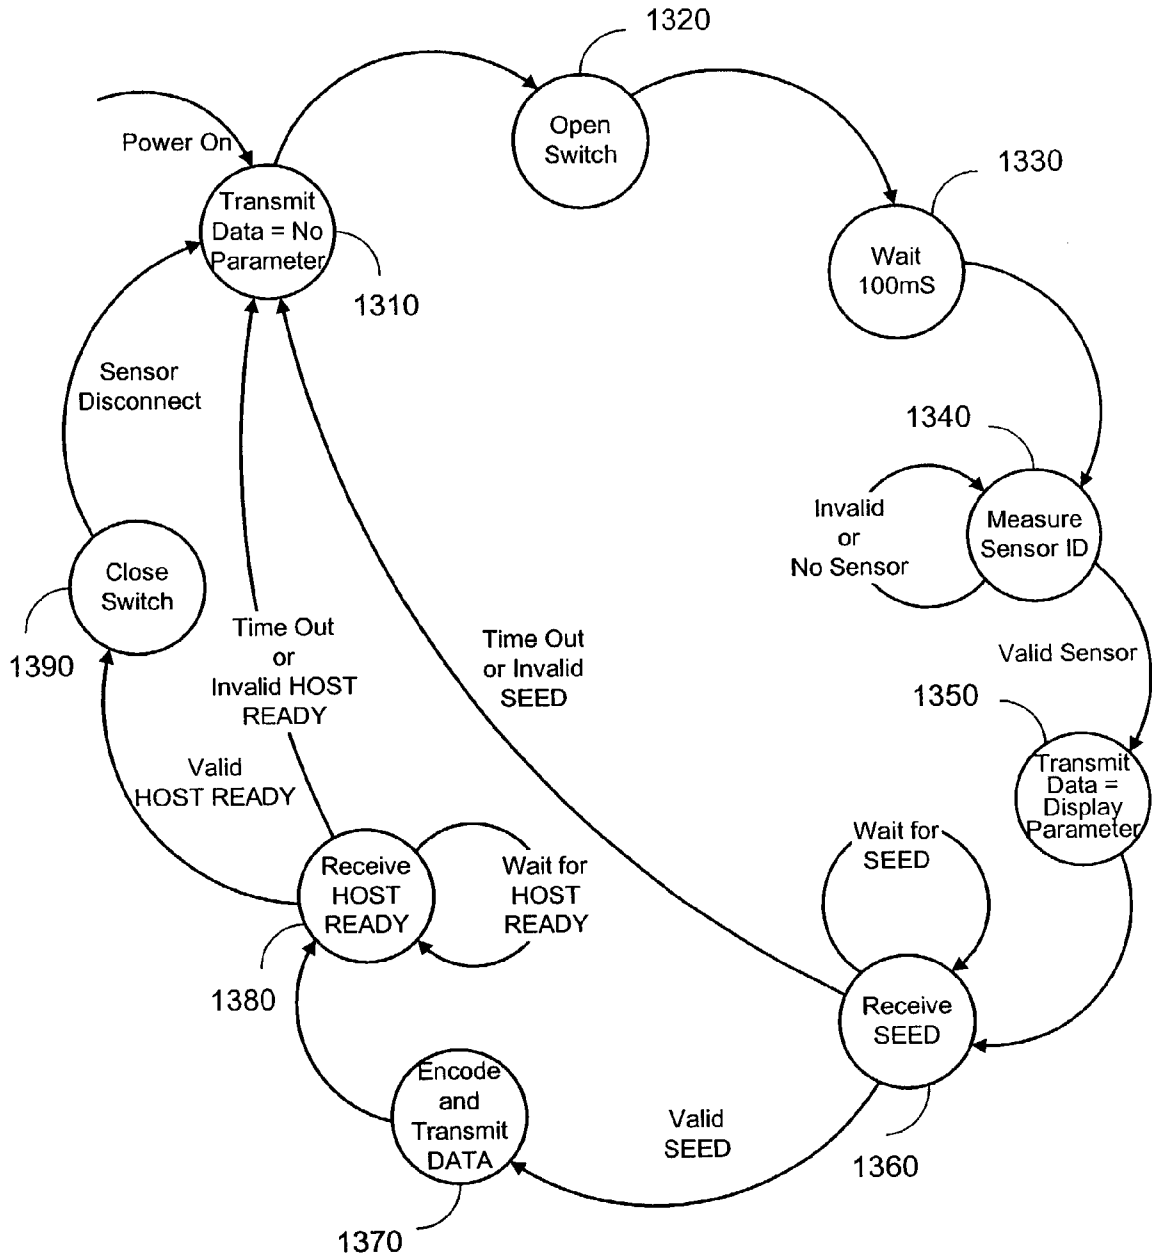 1320
Open
Switch
Power On
1330
Transmit
Data = No
Parameter
1310
Wait
100mS
Sensor
Disconnect
1340
Invalid
or
No Sensor
Measure
Sensor ID
Close
Switch
1390
Time Out
or
Invalid HOST
READY
Time Out
or Invalid
SEED
Valid Sensor
1350
Transmit
Data =
Display
Parameter
Valid
HOST READY
Wait for
SEED
Receive
HOST
READY
Wait for
HOST
READY
1380
Receive
SEED
Encode
and
Transmit
DATA
Valid
SEED
1360
1370